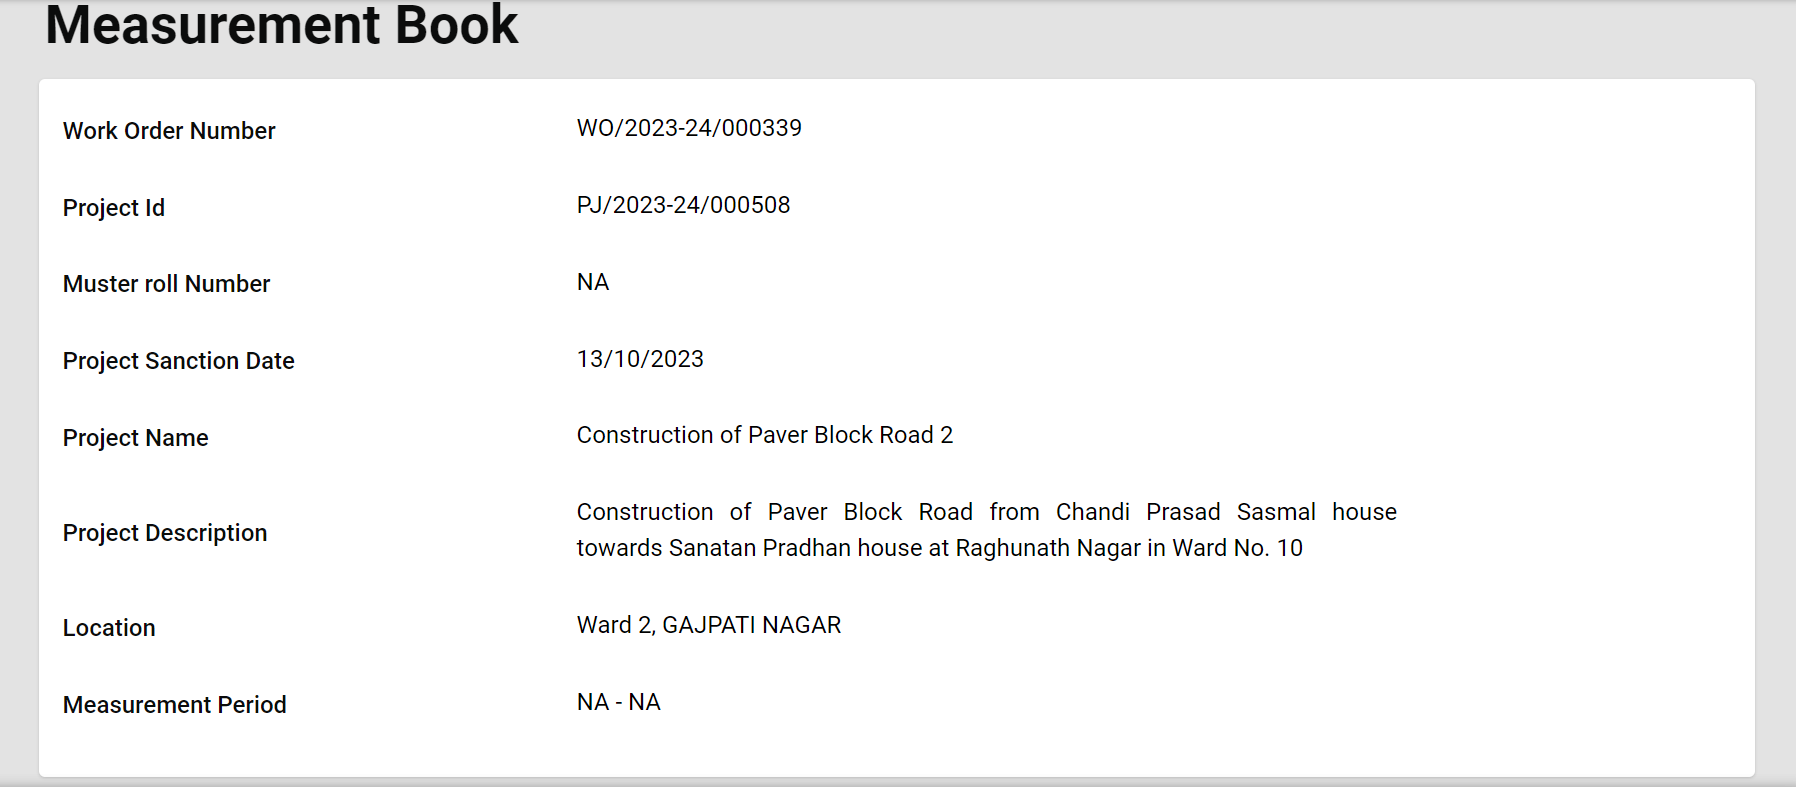 Measurement Book
Work Order Number WO/2023-24/000339
Project Id PJ/2023-24/000508
Muster roll Number NA
Project Sanction Date 13/10/2023
Project Name Construction of Paver Block Road 2
Project Description Construction of Paver Block Road from Chandi Prasad Sasmal house
towards Sanatan Pradhan house at Raghunath Nagar in Ward No. 10
Location Ward 2, GAJPATI NAGAR
Measurement Period NA - NA